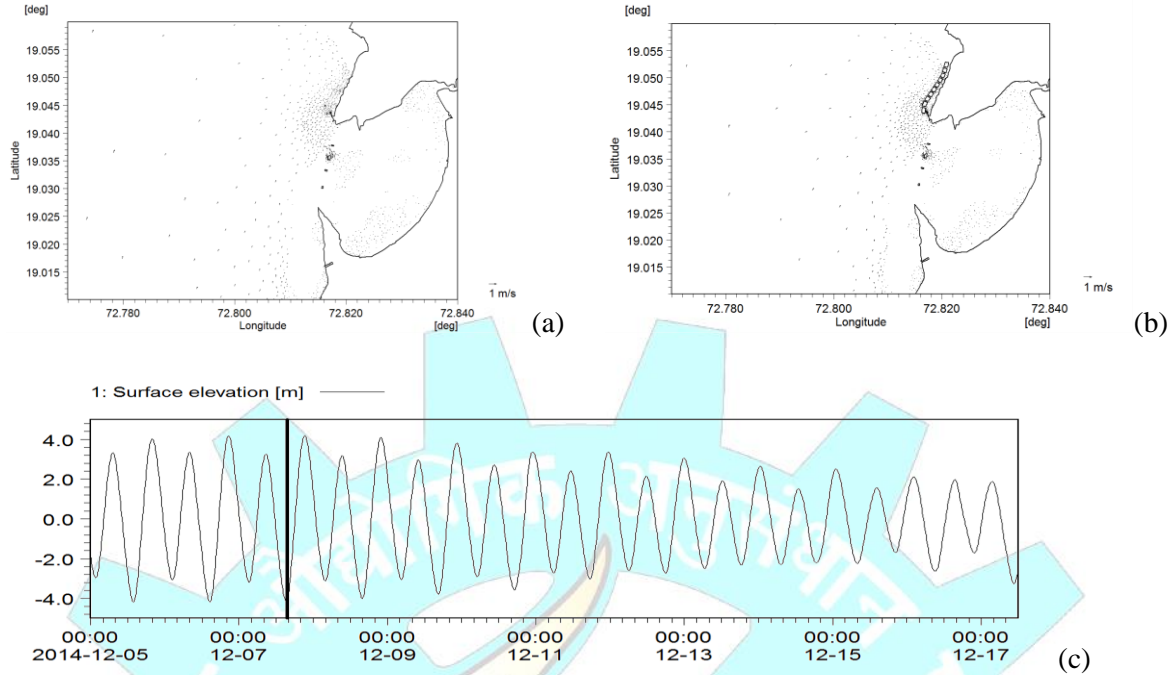 [deg]
19.055
19.050
19.045
19.040
19.035
19.030
19.025
19.020
19.015
Latitude
72.780 72.800 72.820 72.840
Longitude [deg]
1 m/s
(a)
[deg]
19.055
19.050
19.045
19.040
19.035
19.030
19.025
19.020
19.015
Latitude
72.780 72.800 72.820 72.840
Longitude [deg]
1 m/s
(b)
1: Surface elevation [m]
4.0
2.0
0.0
-2.0
-4.0
00:00 00:00 00:00 00:00 00:00 00:00 00:00
2014-12-05 12-07 12-09 12-11 12-13 12-15 12-17
(c)
औद्योगिक अनुसंधान